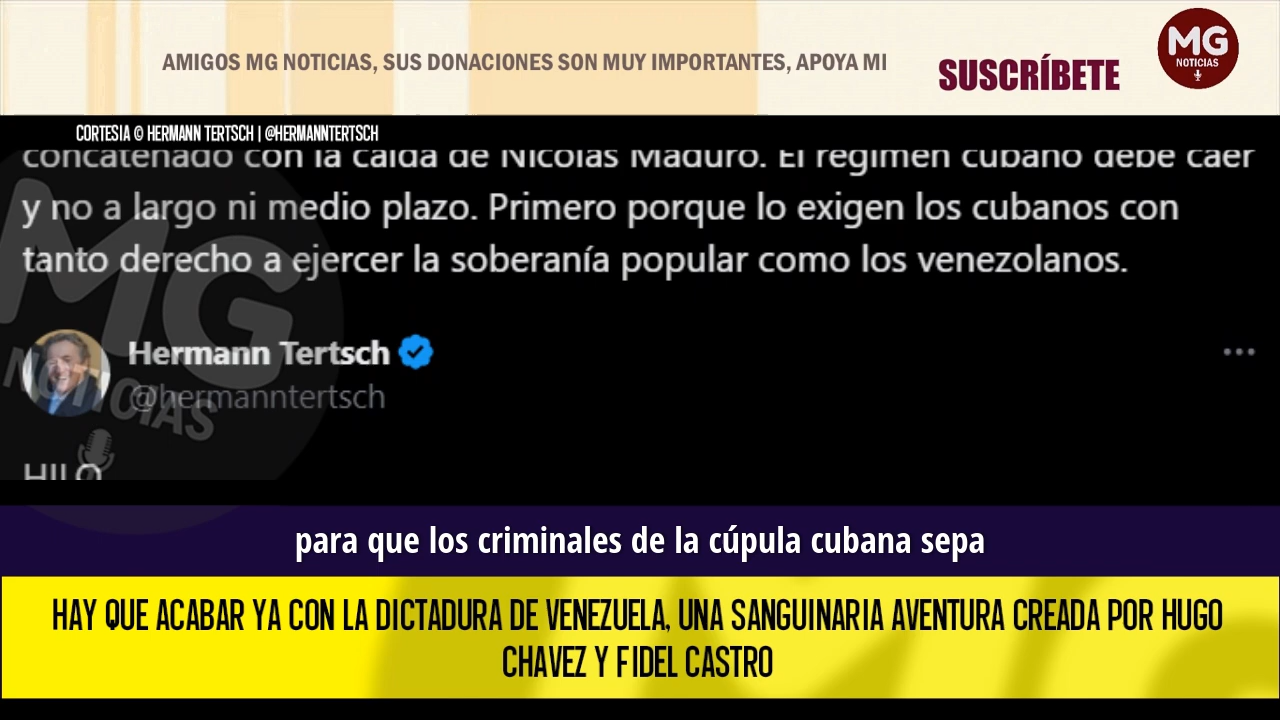 AMIGOS MG NOTICIAS, SUS DONACIONES SON MUY IMPORTANTES, APOYA MI
SUSCRÍBETE
MG
NOTICIAS
CORTESIA © HERMANN TERTSCH | @HERMANNTERTSCH
concatenado con la caída de Nicolás Maduro. El régimen cubano debe caer
y no a largo ni medio plazo. Primero porque lo exigen los cubanos con
tanto derecho a ejercer la soberanía popular como los venezolanos.
MG
NOTICIAS
Hermann Tertsch
@hermanntertsch
HILO
para que los criminales de la cúpula cubana sepa
HAY QUE ACABAR YA CON LA DICTADURA DE VENEZUELA, UNA SANGUINARIA AVENTURA CREADA POR HUGO
CHAVEZ Y FIDEL CASTRO